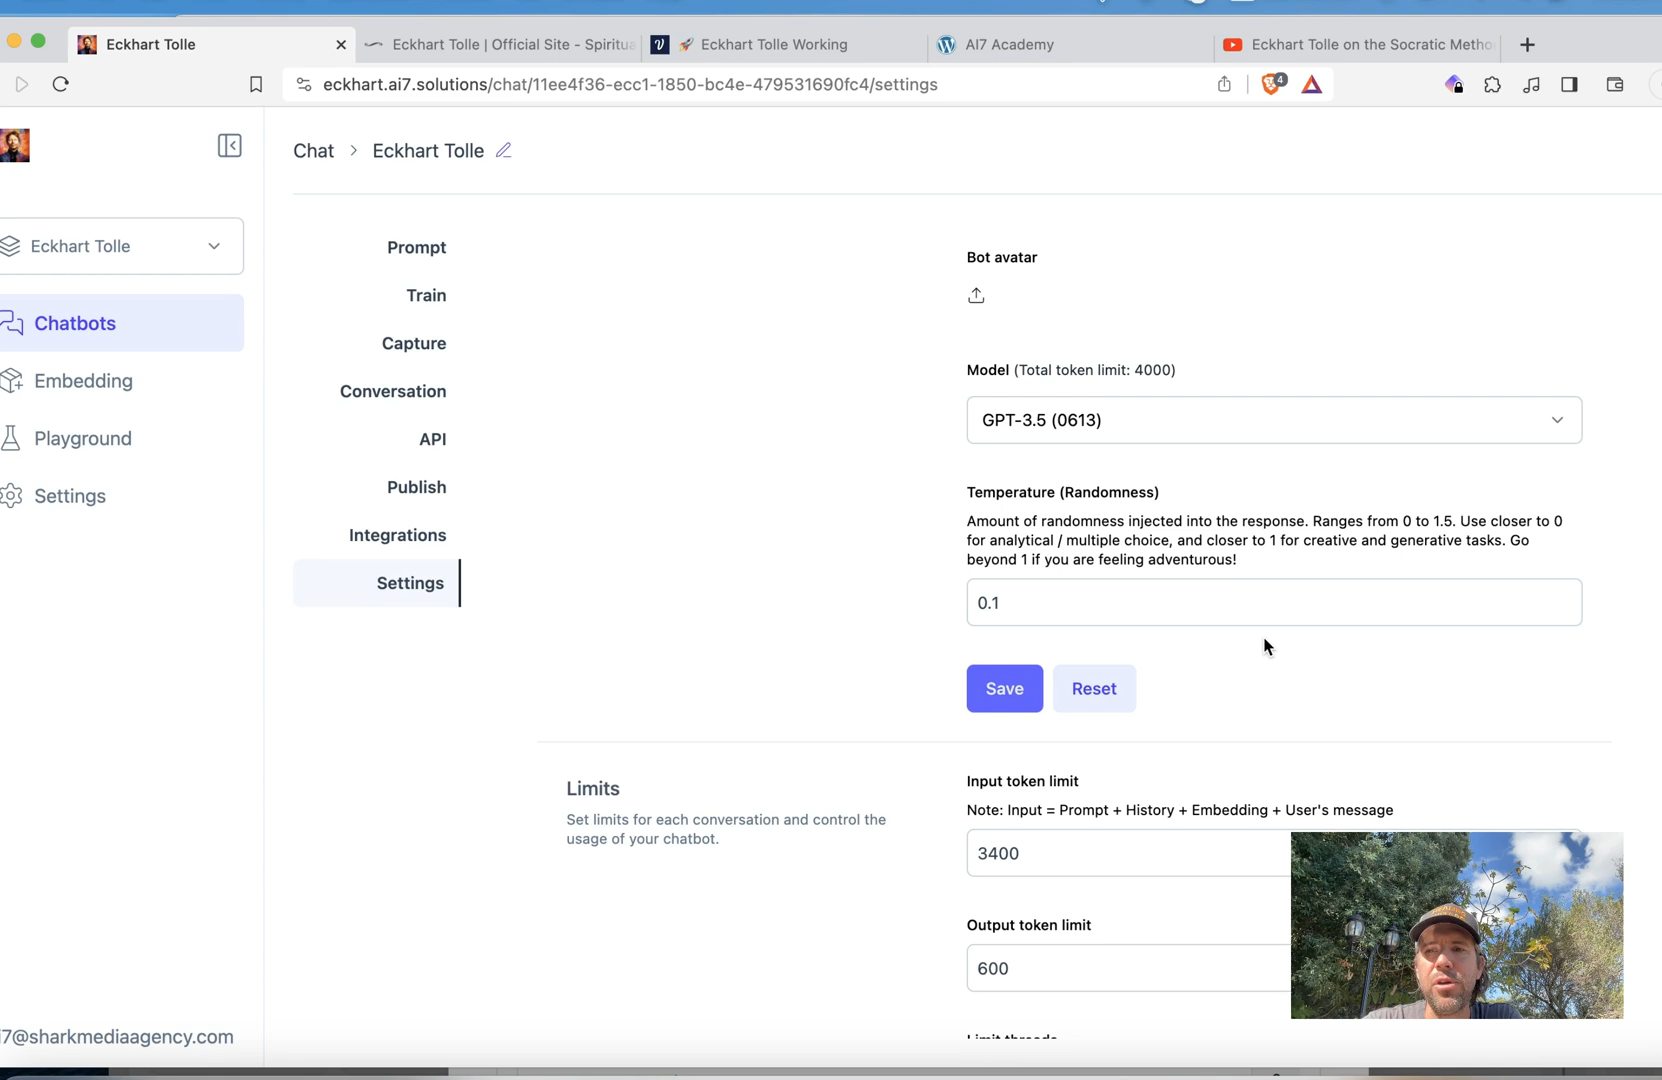 Eckhart Tolle
Eckhart Tolle | Official Site - Spiritua
Eckhart Tolle Working
AI7 Academy
Eckhart Tolle on the Socratic Metho
eckhart.ai7.solutions/chat/11ee4f36-ecc1-1850-bc4e-479531690fc4/settings
4
Chat > Eckhart Tolle
Eckhart Tolle
Chatbots
Embedding
Playground
Settings
i7@sharkmediaagency.com
Prompt
Train
Capture
Conversation
API
Publish
Integrations
Settings
Bot avatar
Model (Total token limit: 4000)
GPT-3.5 (0613)
Temperature (Randomness)
Amount of randomness injected into the response. Ranges from 0 to 1.5. Use closer to 0
for analytical / multiple choice, and closer to 1 for creative and generative tasks. Go
beyond 1 if you are feeling adventurous!
0.1
Save
Reset
Limits
Set limits for each conversation and control the
usage of your chatbot.
Input token limit
Note: Input = Prompt + History + Embedding + User's message
3400
Output token limit
600
Limit threads